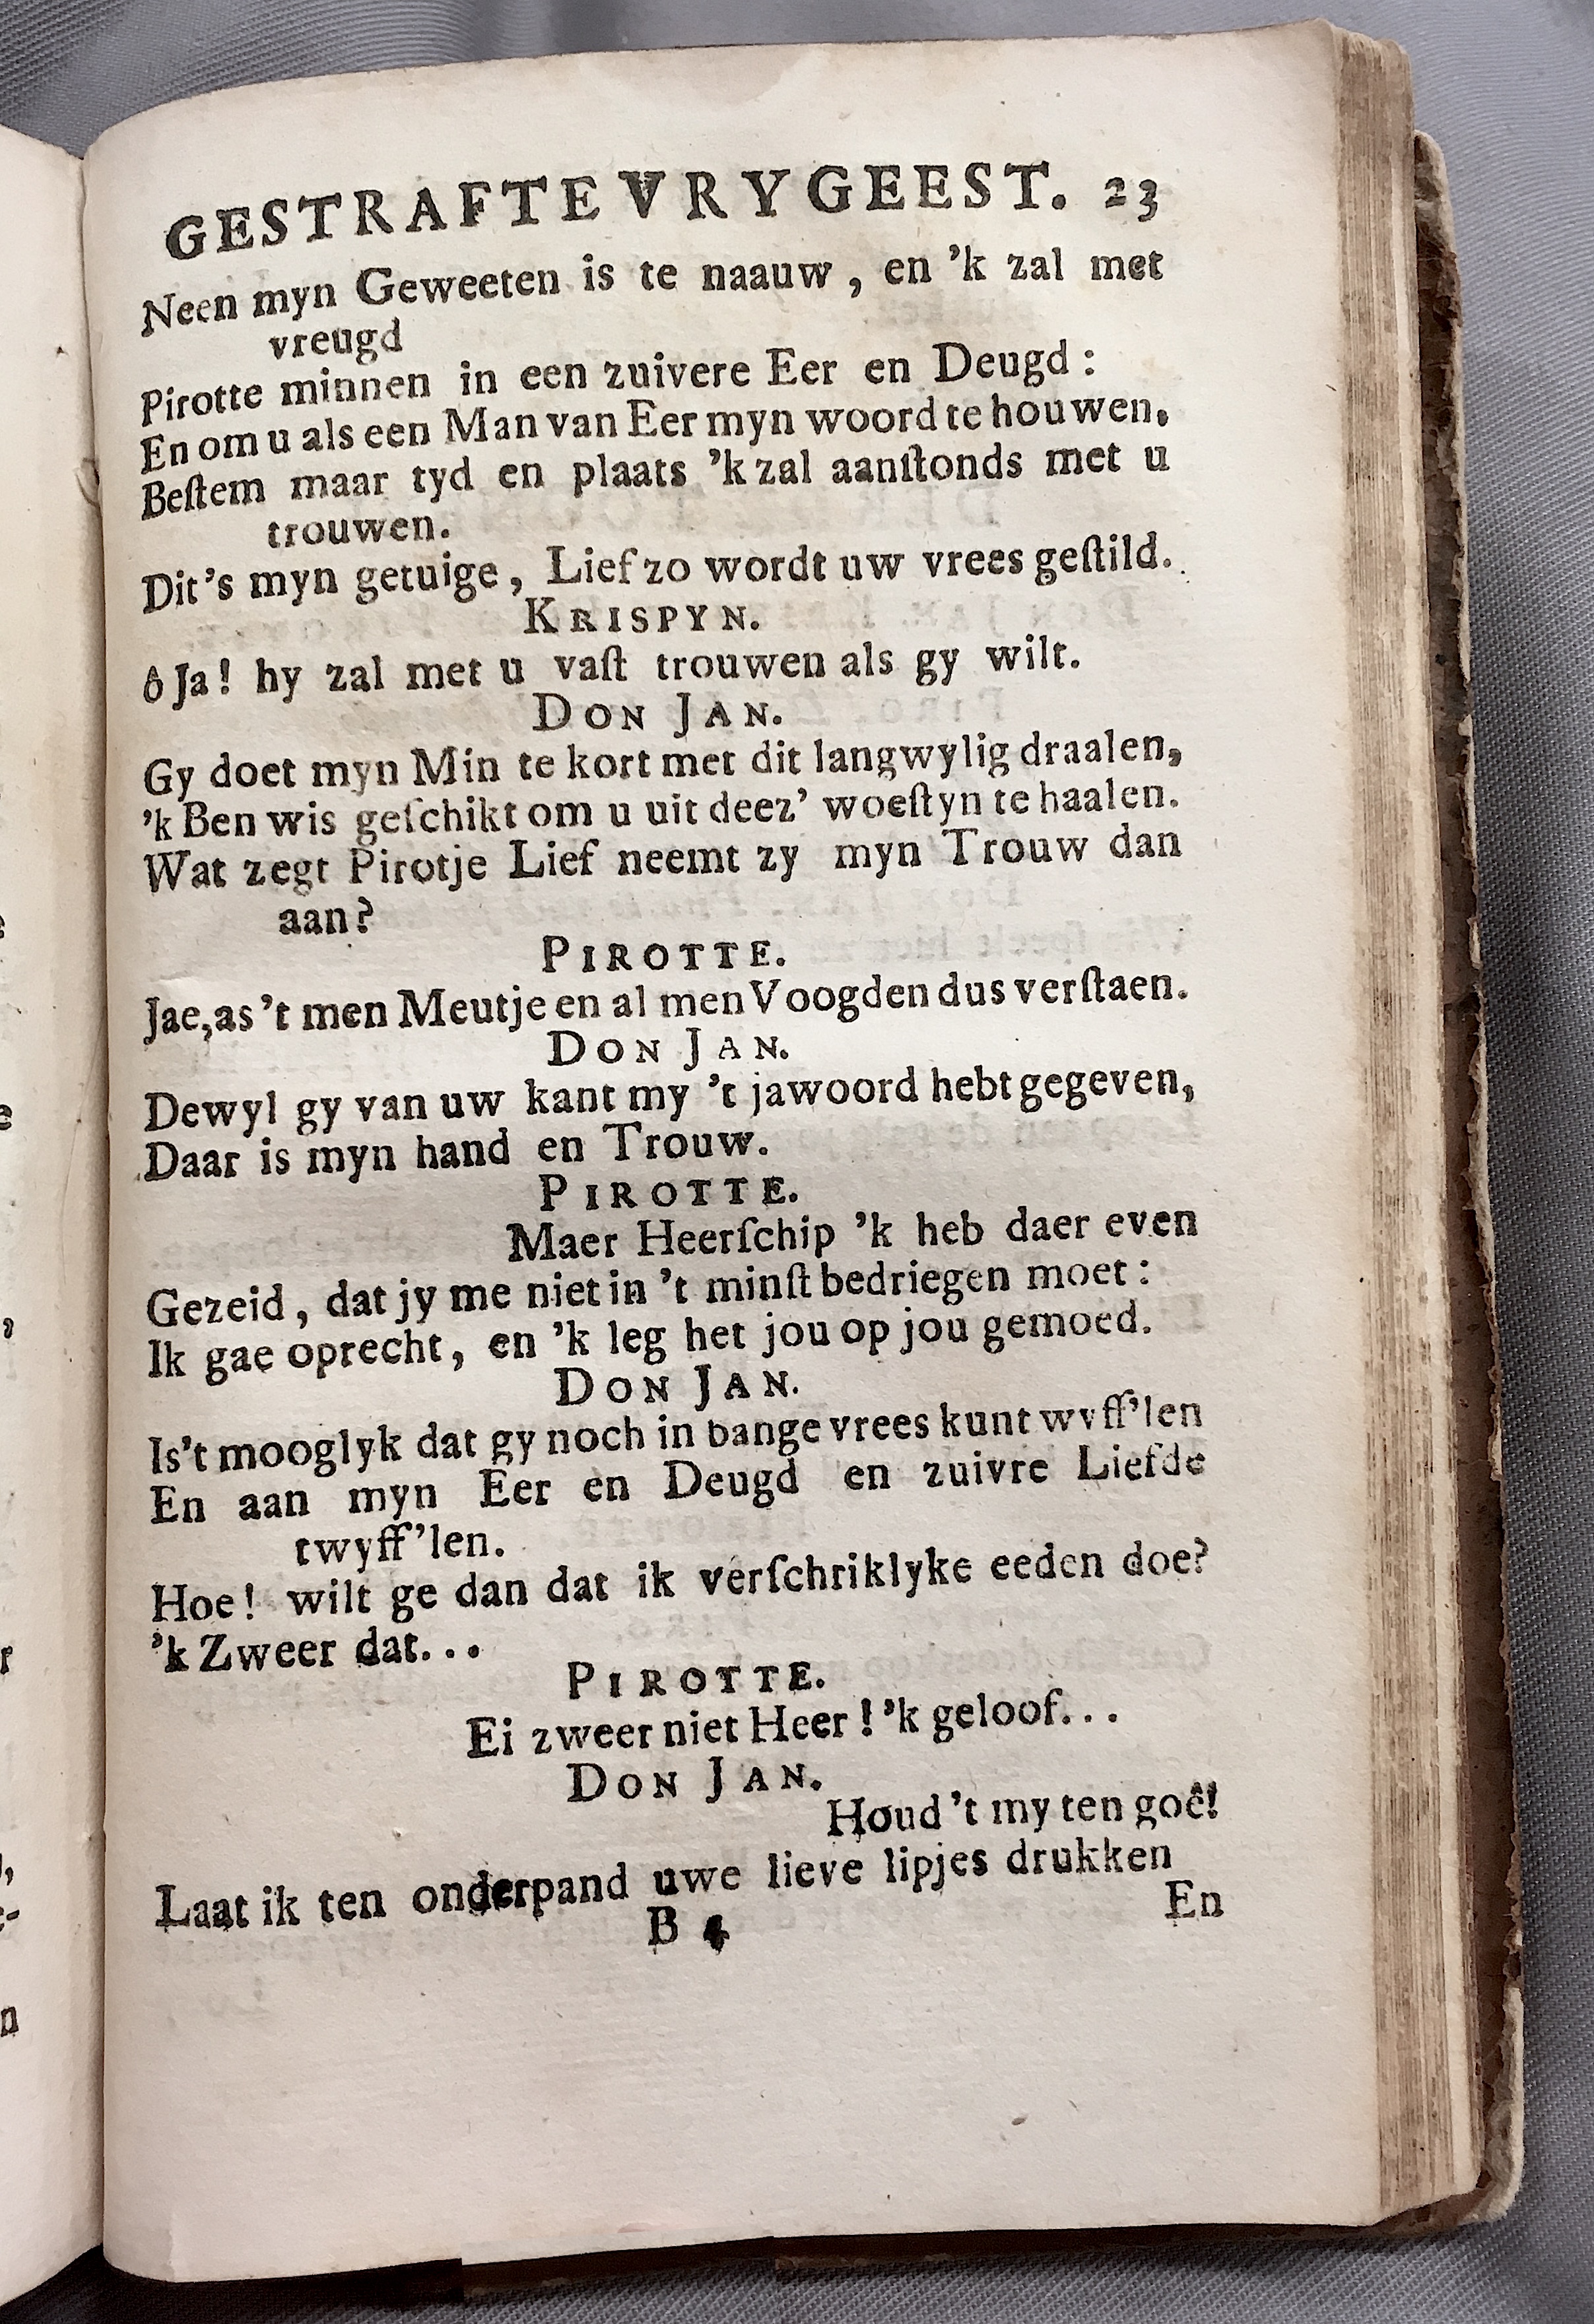 GESTRAFTE VRYGEEST. 23
Neen myn Geweeten is te naauw, en 'k zal met
vreugd
Pirotte minnen in een zuivere Eer en Deugd:
En om u als een Man van Eer myn woord te houwen,
Beſtem maar tyd en plaats 'k zal aanſtonds met u
trouwen.
Dit's myn getuige, Lief zo wordt uw vrees geſtild.
KRISPYN.
ô Ja! hy zal met u vaſt trouwen als gy wilt.
DON JAN.
Gy doet myn Min te kort met dit langwylig draalen,
'k Ben wis geſchikt om u uit deez' woeſtyn te haalen.
Wat zegt Pirotje Lief neemt zy myn Trouw dan
aan?
PIROTTE.
Jae, as 't men Meutje en al men Voogden dus verſtaen.
DON JAN.
Dewyl gy van uw kant my 't jawoord hebt gegeven,
Daar is myn hand en Trouw.
PIROTTE.
Maer Heerſchip 'k heb daer even
Gezeid, dat jy me niet in 't minſt bedriegen moet:
Ik gae oprecht, en 'k leg het jou op jou gemoed.
DON JAN.
Is't mooglyk dat gy noch in bange vrees kunt wyff'len
En aan myn Eer en Deugd en zuivre Liefde
twyff'len.
Hoe! wilt ge dan dat ik verſchriklyke eeden doe?
'k Zweer dat...
PIROTTE.
Ei zweer niet Heer! 'k geloof...
DON JAN.
Houd 't my ten goê!
Laat ik ten onderpand uwe lieve lipjes drukken
B 4 En